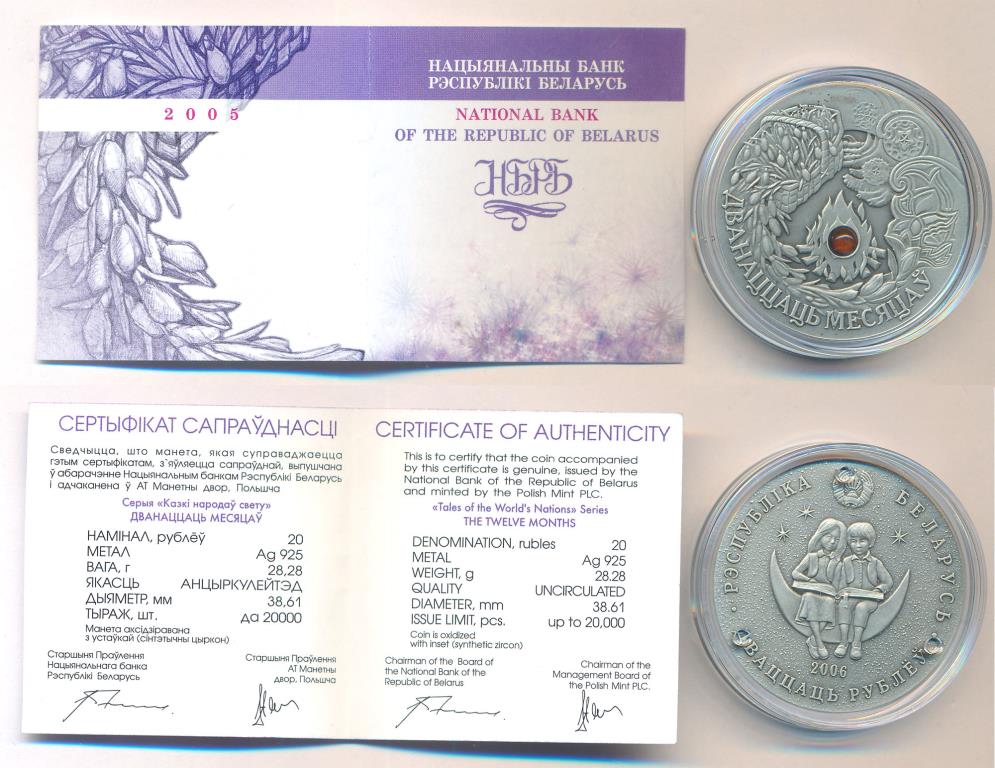 НАЦЫЯНАЛЬНЫ БАНК
РЭСПУБЛІКІ БЕЛАРУСЬ
2005
NATIONAL BANK
OF THE REPUBLIC OF BELARUS
НБРБ
ДВАНАЦЦАЦЬ МЕСЯЦАЎ
СЕРТЫФІКАТ САПРАЎДНАСЦІ
Сведчыцца, што манета, якая суправаджаецца
гэтым сертыфікатам, з'яўляецца сапраўднай, выпушчана
ў абарачэнне Нацыянальным банкам Рэспублікі Беларусь
і адчаканена ў АТ Манетны двор, Польшча
Серыя «Казкі народаў свету»
ДВАНАЦЦАЦЬ МЕСЯЦАЎ
НАМІНАЛ, рублёў 20
МЕТАЛ Ag 925
ВАГА, г 28,28
ЯКАСЦЬ АНЦЫРКУЛЕЙТЭД
ДЫЯМЕТР, мм 38,61
ТЫРАЖ, шт. да 20000
Манета аксідзіравана
з устаўкай (сінтэтычны цыркон)
Старшыня Праўлення
Нацыянальнага банка
Рэспублікі Беларусь
Старшыня Праўлення
АТ Манетны
двор, Польшча
CERTIFICATE OF AUTHENTICITY
This is to certify that the coin accompanied
by this certificate is genuine, issued by the
National Bank of the Republic of Belarus
and minted by the Polish Mint PLC.
«Tales of the World's Nations» Series
THE TWELVE MONTHS
DENOMINATION, rubles 20
METAL Ag 925
WEIGHT, g 28.28
QUALITY UNCIRCULATED
DIAMETER, mm 38.61
ISSUE LIMIT, pcs. up to 20,000
Coin is oxidized
with inset (synthetic zircon)
Chairman of the Board of
the National Bank of the
Republic of Belarus
Chairman of the
Management Board of
the Polish Mint PLC.
РЭСПУБЛІКА БЕЛАРУСЬ
2006
ДВАЦЦАЦЬ РУБЛЁЎ